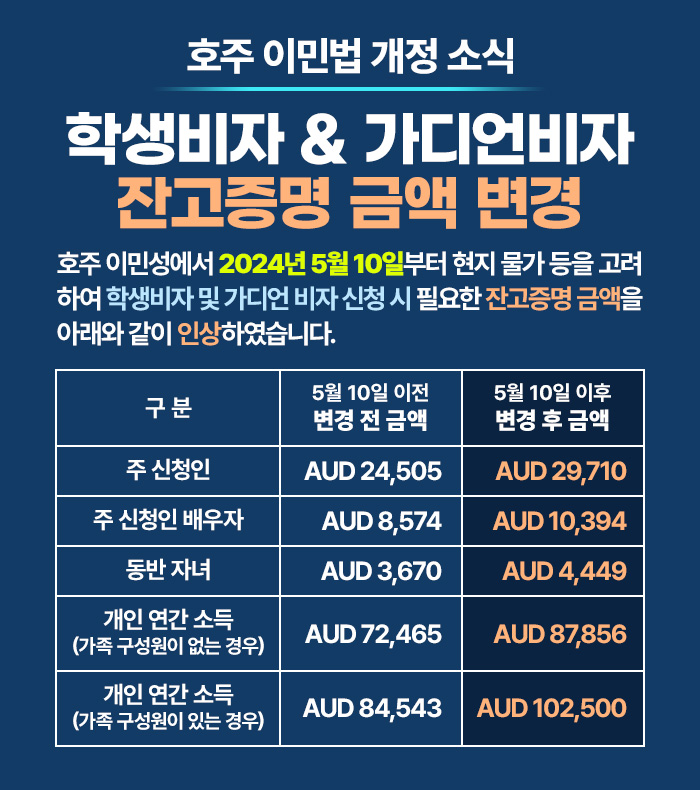 호주 이민법 개정 소식
학생비자 & 가디언비자
잔고증명 금액 변경
호주 이민성에서 2024년 5월 10일부터 현지 물가 등을 고려
하여 학생비자 및 가디언 비자 신청 시 필요한 잔고증명 금액을
아래와 같이 인상하였습니다.
구 분
5월 10일 이전
변경 전 금액
5월 10일 이후
변경 후 금액
주 신청인
AUD 24,505
AUD 29,710
주 신청인 배우자
AUD 8,574
AUD 10,394
동반 자녀
AUD 3,670
AUD 4,449
개인 연간 소득
(가족 구성원이 없는 경우)
AUD 72,465
AUD 87,856
개인 연간 소득
(가족 구성원이 있는 경우)
AUD 84,543
AUD 102,500